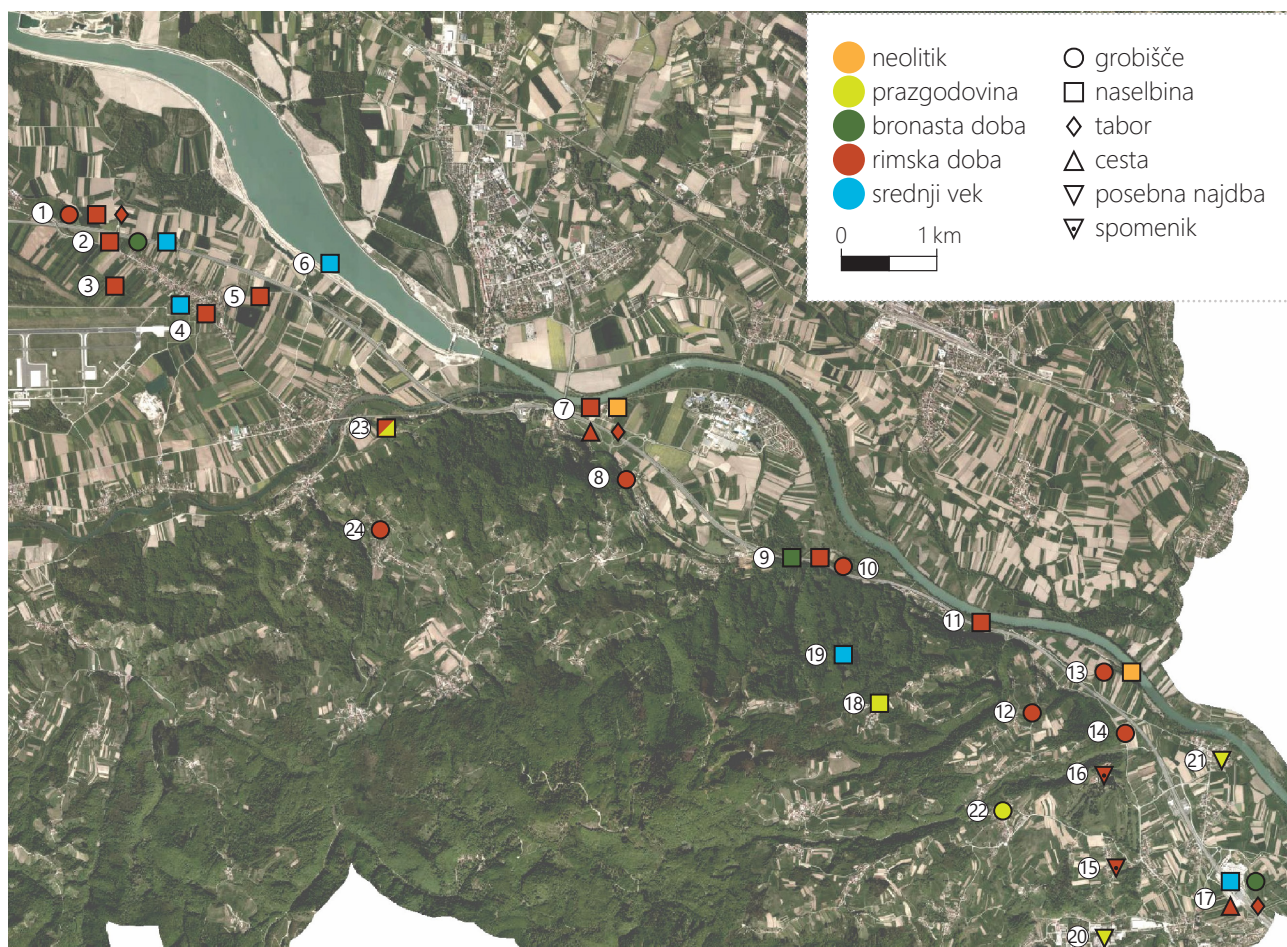 neolitik
prazgodovina
bronasta doba
rimska doba
srednji vek
0 1 km
grobišče
naselbina
tabor
cesta
posebna najdba
spomenik
1
2
3
4
5
6
7
8
9
10
11
12
13
14
15
16
17
18
19
20
21
22
23
24